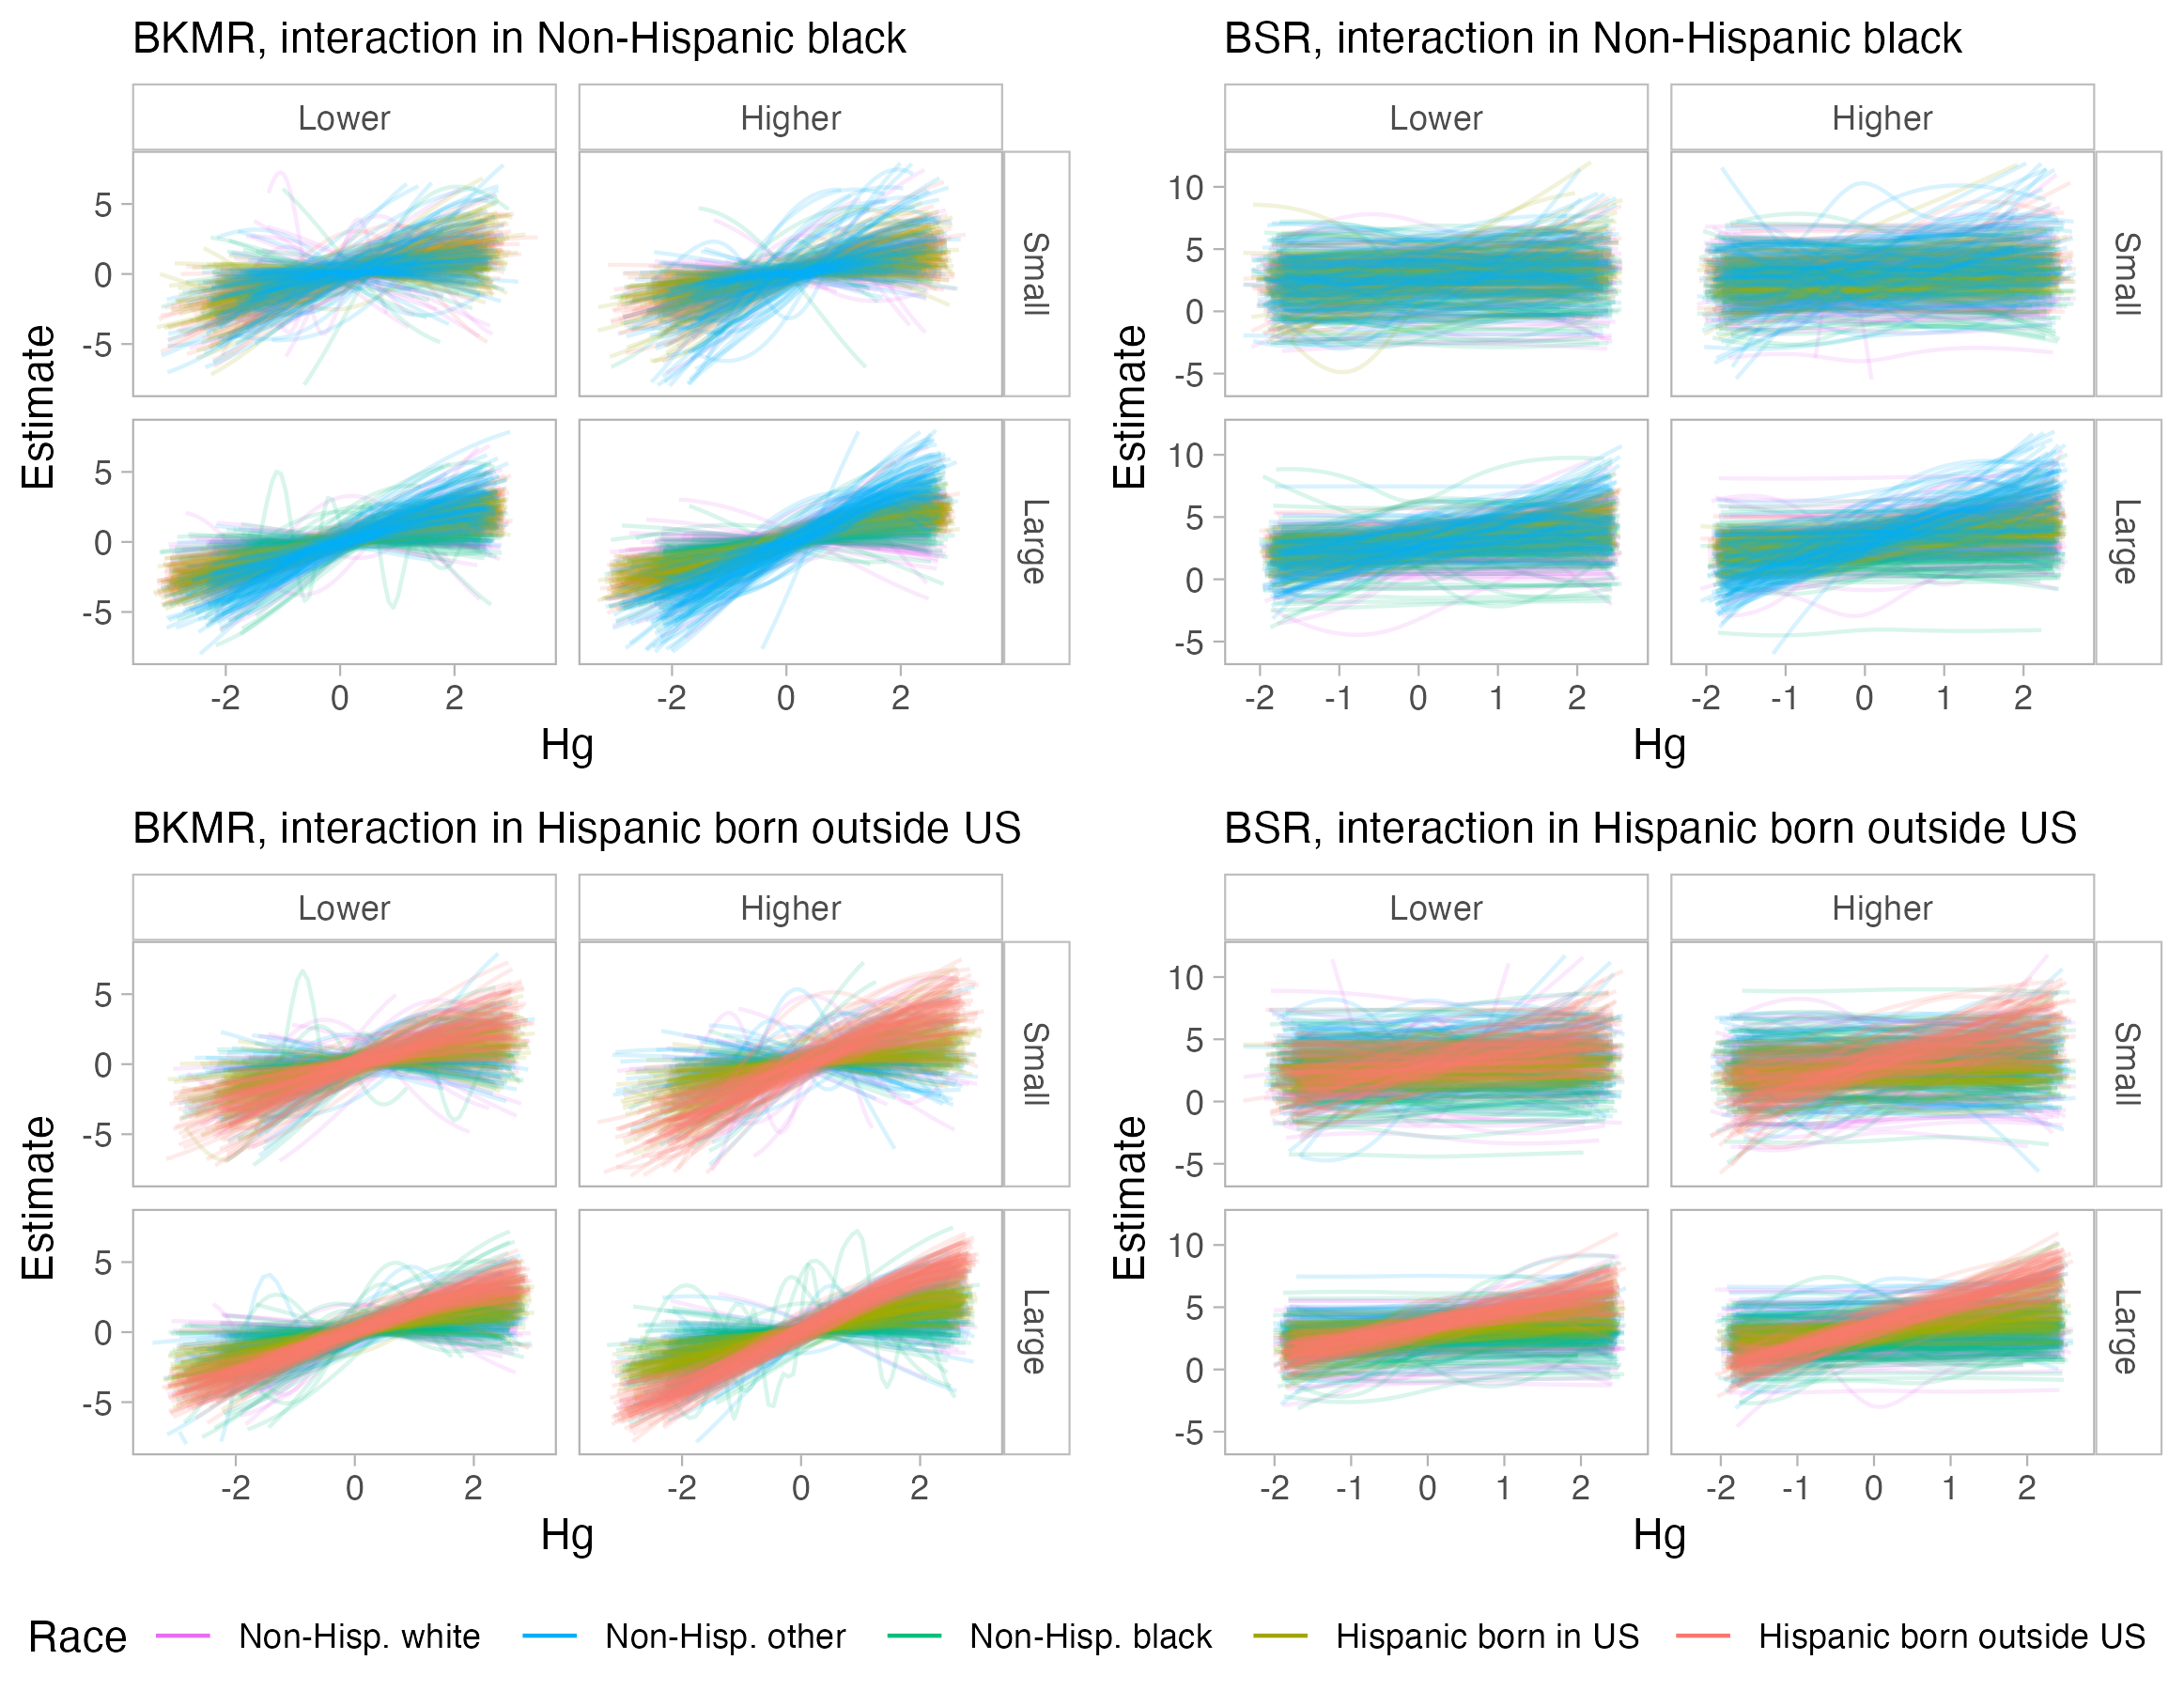 BKMR, interaction in Non-Hispanic black
Lower
Higher
Small
Large
Estimate
5
0
-5
5
0
-5
-2
0
2
-2
0
2
Hg
BSR, interaction in Non-Hispanic black
Lower
Higher
Small
Large
Estimate
10
5
0
-5
10
5
0
-5
-2
-1
0
1
2
-2
-1
0
1
2
Hg
BKMR, interaction in Hispanic born outside US
Lower
Higher
Small
Large
Estimate
5
0
-5
5
0
-5
-2
0
2
-2
0
2
Hg
BSR, interaction in Hispanic born outside US
Lower
Higher
Small
Large
Estimate
10
5
0
-5
10
5
0
-5
-2
-1
0
1
2
-2
-1
0
1
2
Hg
Race
Non-Hisp. white
Non-Hisp. other
Non-Hisp. black
Hispanic born in US
Hispanic born outside US